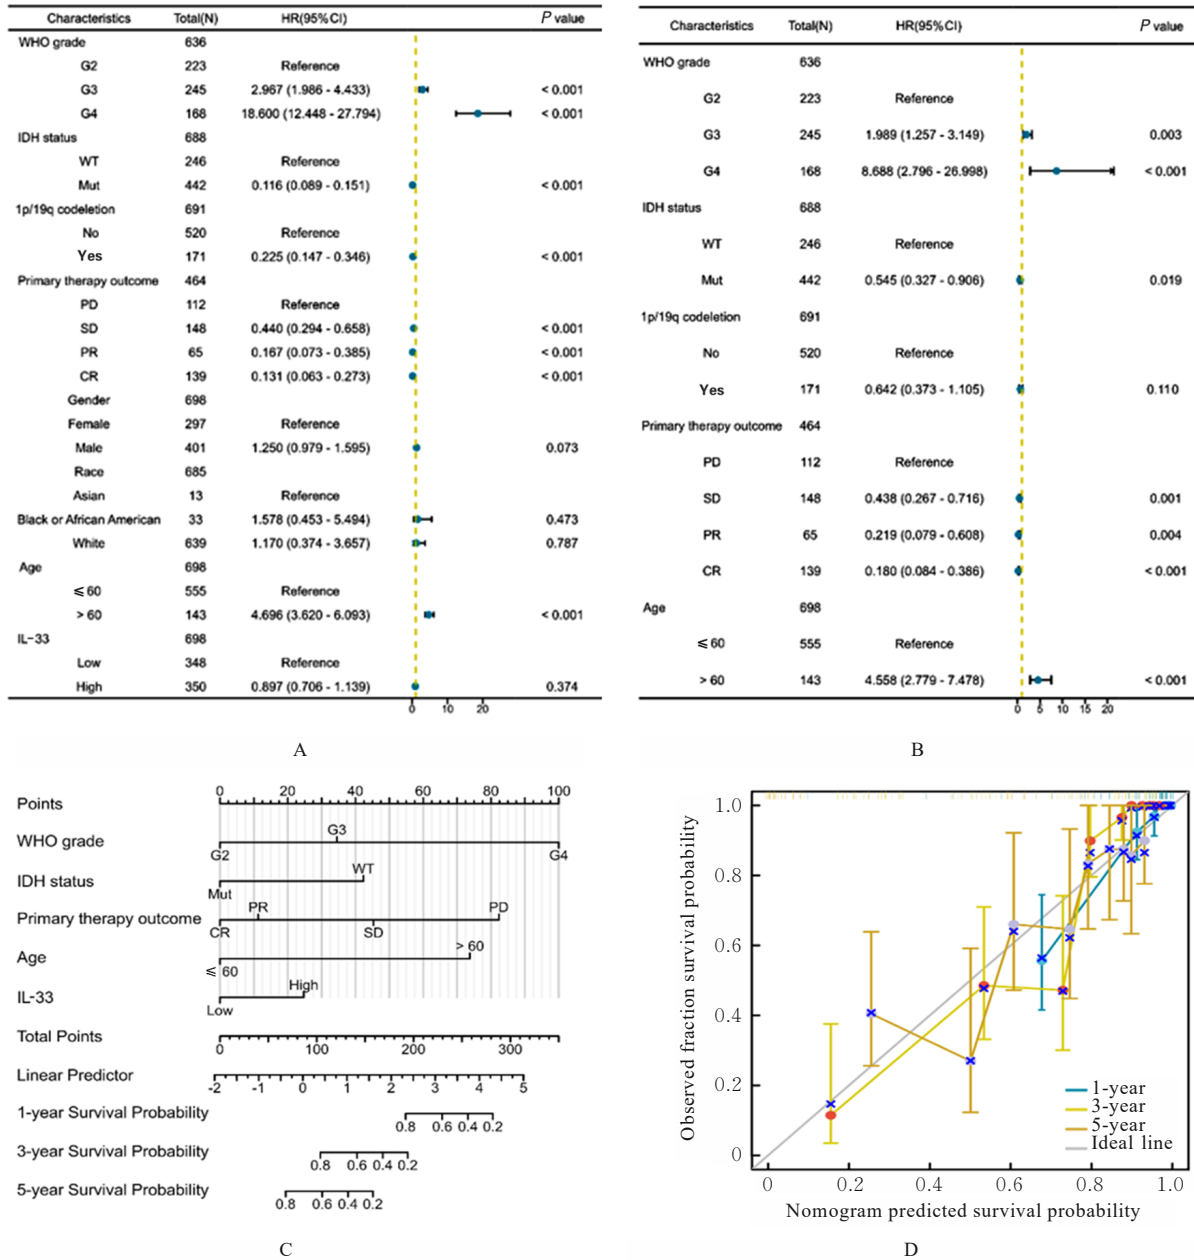 Characteristics Total(N) HR(95%CI) P value
WHO grade 636
G2 223 Reference
G3 245 2.967 (1.986 - 4.433) < 0.001
G4 168 18.600 (12.448 - 27.794) < 0.001
IDH status 688
WT 246 Reference
Mut 442 0.116 (0.089 - 0.151) < 0.001
1p/19q codeletion 691
No 520 Reference
Yes 171 0.225 (0.147 - 0.346) < 0.001
Primary therapy outcome 464
PD 112 Reference
SD 148 0.440 (0.294 - 0.658) < 0.001
PR 65 0.167 (0.073 - 0.385) < 0.001
CR 139 0.131 (0.063 - 0.273) < 0.001
Gender 698
Female 297 Reference
Male 401 1.250 (0.979 - 1.595) 0.073
Race 685
Asian 13 Reference
Black or African American 33 1.578 (0.453 - 5.494) 0.473
White 639 1.170 (0.374 - 3.657) 0.787
Age 698
⩽ 60 555 Reference
> 60 143 4.696 (3.620 - 6.093) < 0.001
IL-33 698
Low 348 Reference
High 350 0.897 (0.706 - 1.139) 0.374
0 10 20
A
Characteristics Total(N) HR(95%CI) P value
WHO grade 636
G2 223 Reference
G3 245 1.989 (1.257 - 3.149) 0.003
G4 168 8.688 (2.796 - 26.998) < 0.001
IDH status 688
WT 246 Reference
Mut 442 0.545 (0.327 - 0.906) 0.019
1p/19q codeletion 691
No 520 Reference
Yes 171 0.642 (0.373 - 1.105) 0.110
Primary therapy outcome 464
PD 112 Reference
SD 148 0.438 (0.267 - 0.716) 0.001
PR 65 0.219 (0.079 - 0.608) 0.004
CR 139 0.180 (0.084 - 0.386) < 0.001
Age 698
⩽ 60 555 Reference
> 60 143 4.558 (2.779 - 7.478) < 0.001
0 5 10 15 20
B
0 20 40 60 80 100
Points
G3
WHO grade
G2 G4
WT
IDH status
Mut
PR PD
Primary therapy outcome
CR SD
> 60
Age
⩽ 60
High
IL-33
Low
Total Points 0 100 200 300
Linear Predictor -2 -1 0 1 2 3 4 5
1-year Survival Probability
0.8 0.6 0.4 0.2
3-year Survival Probability
0.8 0.6 0.4 0.2
5-year Survival Probability
0.8 0.6 0.4 0.2
C
Observed fraction survival probability
1.0
0.8
0.6
0.4
0.2
0
1-year
3-year
5-year
Ideal line
0 0.2 0.4 0.6 0.8 1.0
Nomogram predicted survival probability
D